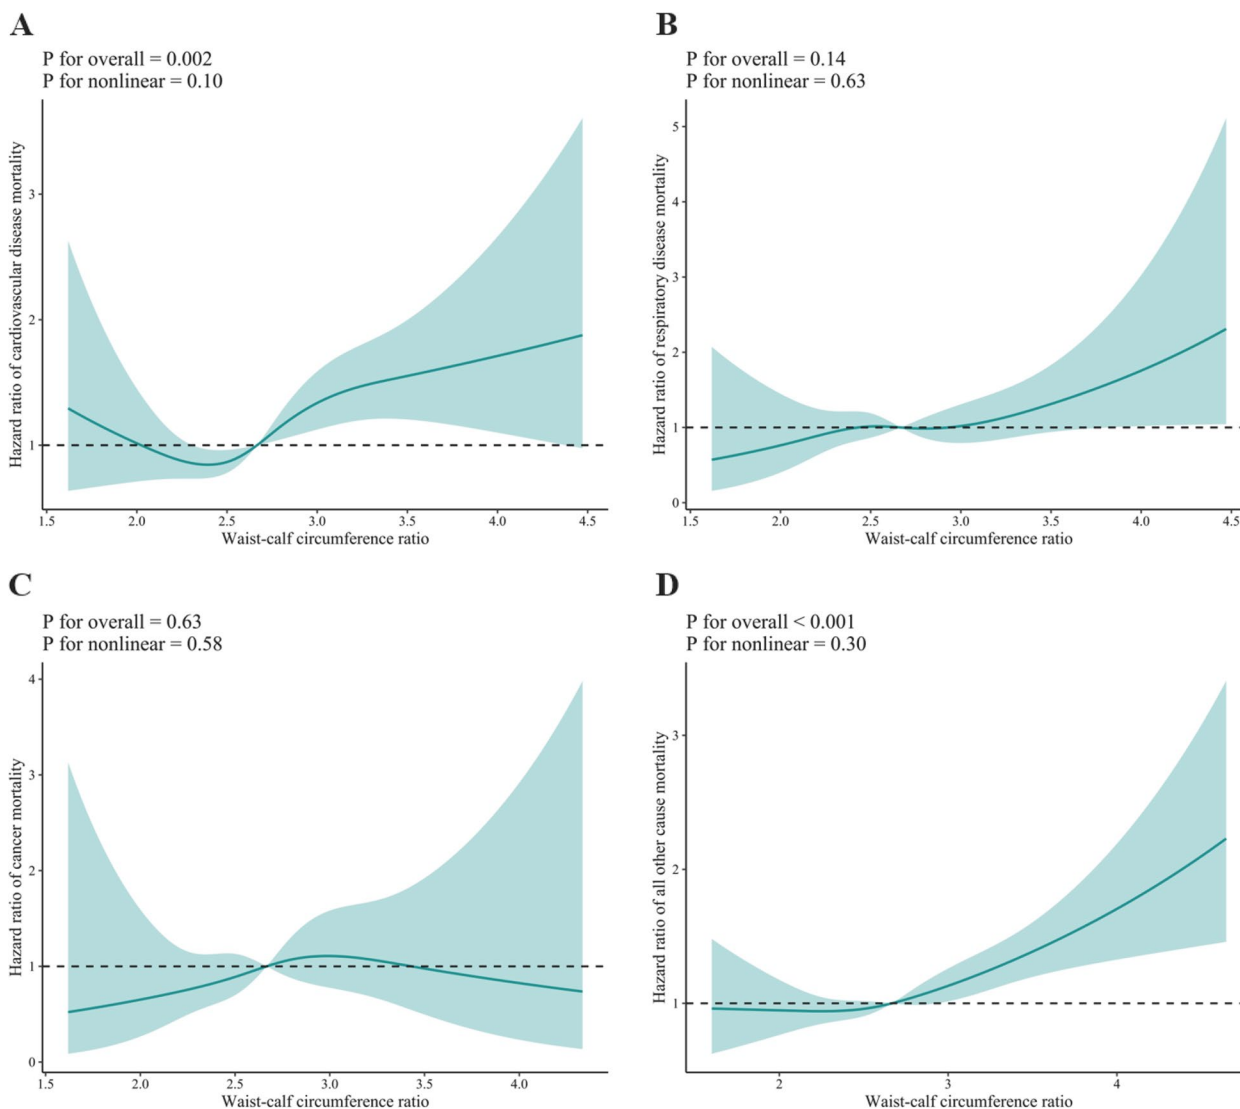 A
P for overall = 0.002
P for nonlinear = 0.10
Hazard ratio of cardiovascular disease mortality
3
2
1
1.5 2.0 2.5 3.0 3.5 4.0 4.5
Waist-calf circumference ratio
B
P for overall = 0.14
P for nonlinear = 0.63
Hazard ratio of respiratory disease mortality
5
4
3
2
1
0
1.5 2.0 2.5 3.0 3.5 4.0 4.5
Waist-calf circumference ratio
C
P for overall = 0.63
P for nonlinear = 0.58
Hazard ratio of cancer mortality
4
3
2
1
0
1.5 2.0 2.5 3.0 3.5 4.0
Waist-calf circumference ratio
D
P for overall < 0.001
P for nonlinear = 0.30
Hazard ratio of all other cause mortality
3
2
1
2 3 4
Waist-calf circumference ratio